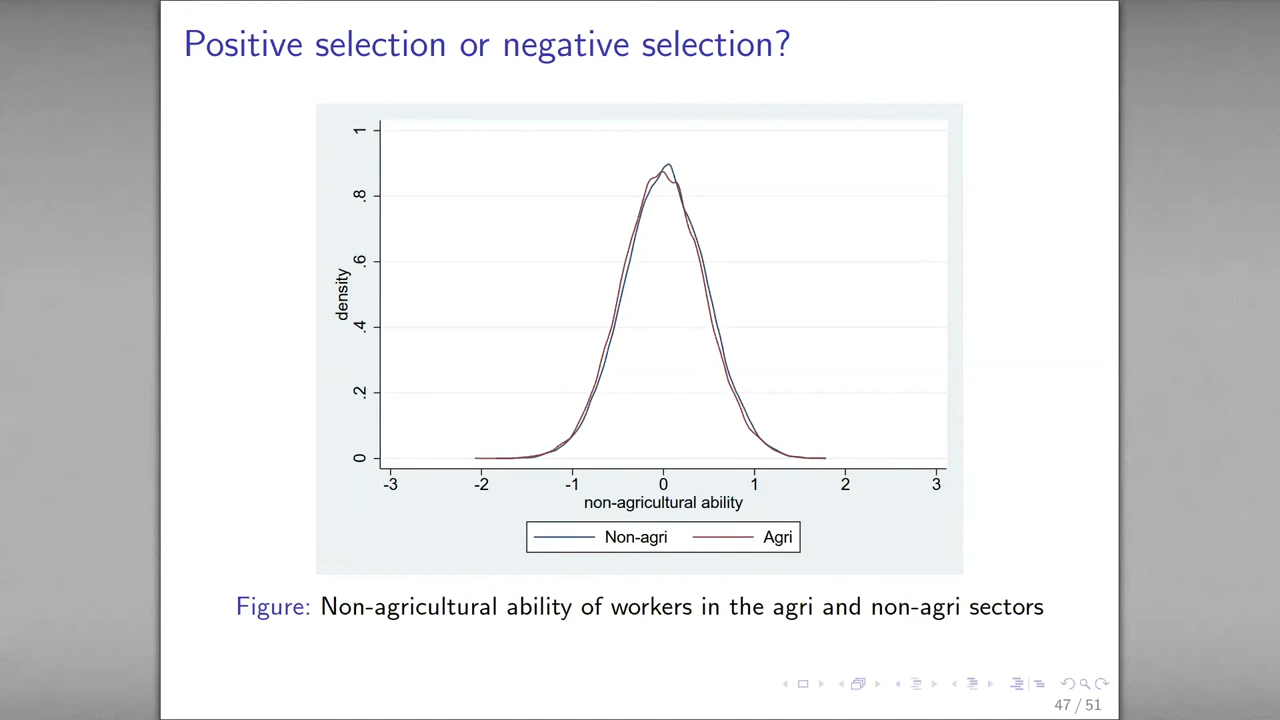 Positive selection or negative selection?
1
.8
.6
.4
.2
0
density
-3 -2 -1 0 1 2 3
non-agricultural ability
Non-agri Agri
Figure: Non-agricultural ability of workers in the agri and non-agri sectors
47 / 51